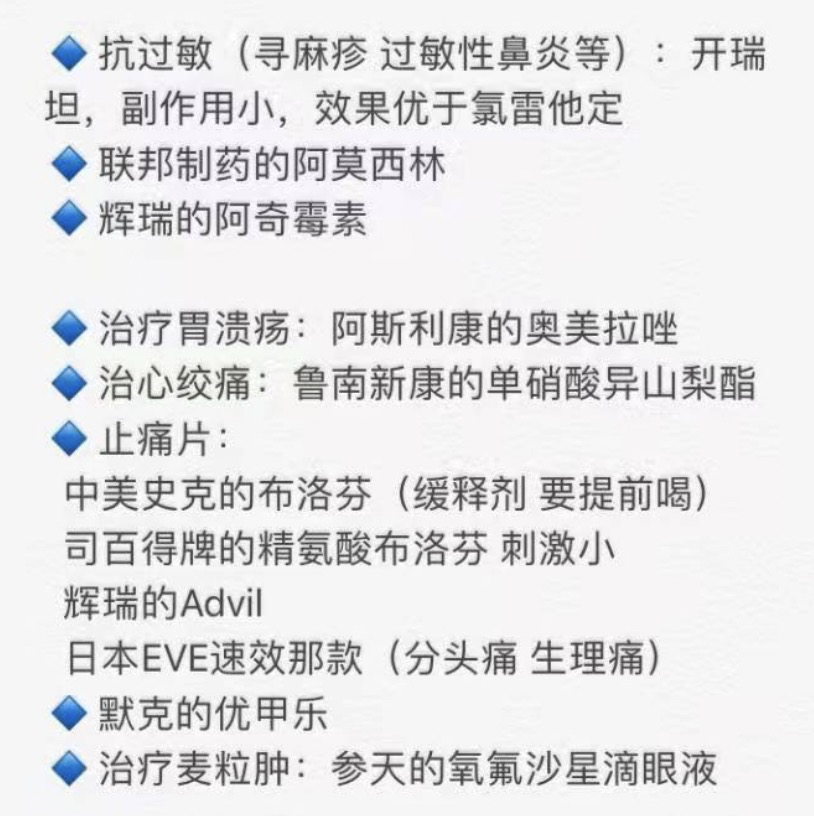 🔷 抗过敏（寻麻疹 过敏性鼻炎等）：开瑞
坦，副作用小，效果优于氯雷他定
🔷 联邦制药的阿莫西林
🔷 辉瑞的阿奇霉素
🔷 治疗胃溃疡：阿斯利康的奥美拉唑
🔷 治心绞痛：鲁南新康的单硝酸异山梨酯
🔷 止痛片：
中美史克的布洛芬（缓释剂 要提前喝）
司百得牌的精氨酸布洛芬 刺激小
辉瑞的Advil
日本EVE速效那款（分头痛 生理痛）
🔷 默克的优甲乐
🔷 治疗麦粒肿：参天的氧氟沙星滴眼液